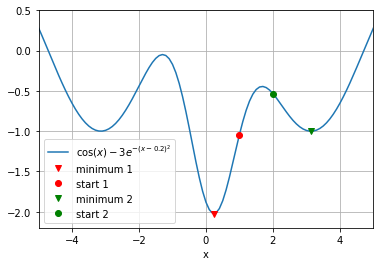 0.5
0.0
−0.5
−1.0
−1.5
−2.0
cos(x) − 3e^{−(x − 0.2)²}
minimum 1
start 1
minimum 2
start 2
−4 −2 0 2 4
x